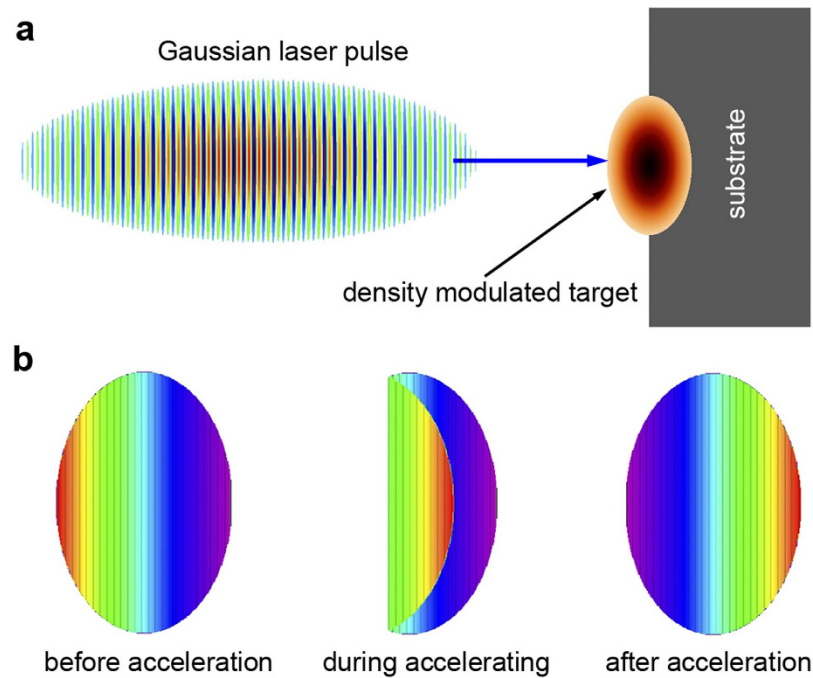 a
Gaussian laser pulse
substrate
density modulated target
b
before acceleration
during accelerating
after acceleration